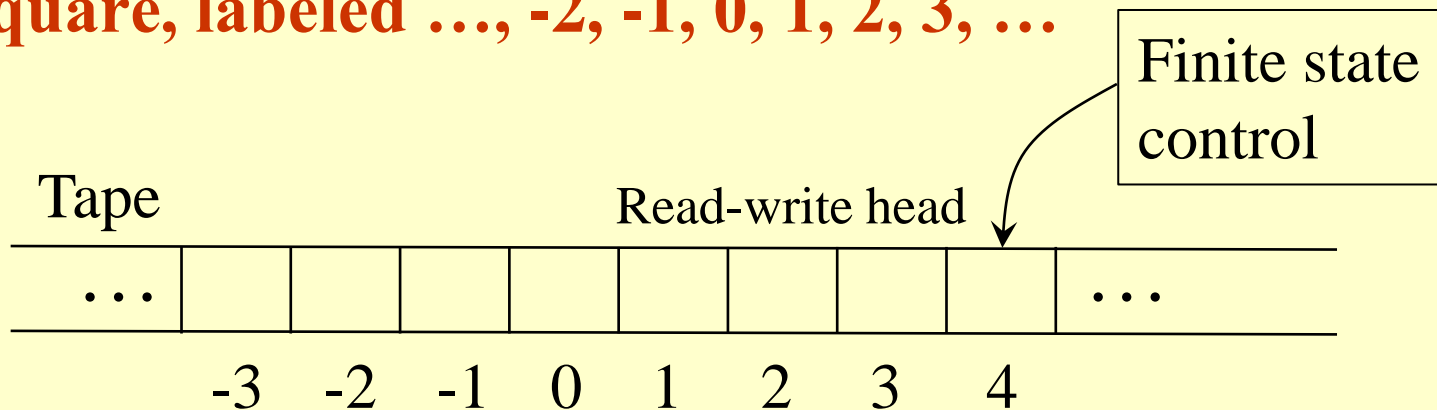 quare, labeled …, -2, -1, 0, 1, 2, 3, …
Finite state
control
Tape
Read-write head
… …
-3 -2 -1 0 1 2 3 4